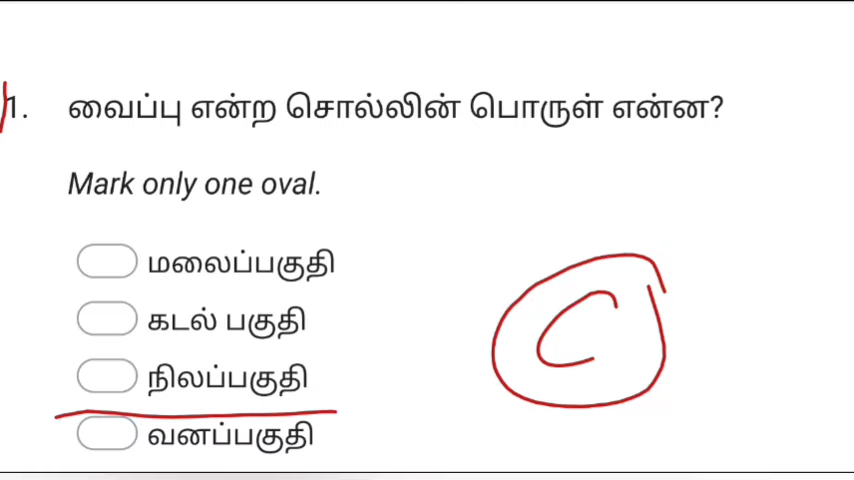 1. வைப்பு என்ற சொல்லின் பொருள் என்ன?
Mark only one oval.
மலைப்பகுதி
கடல் பகுதி
நிலப்பகுதி
வனப்பகுதி
C